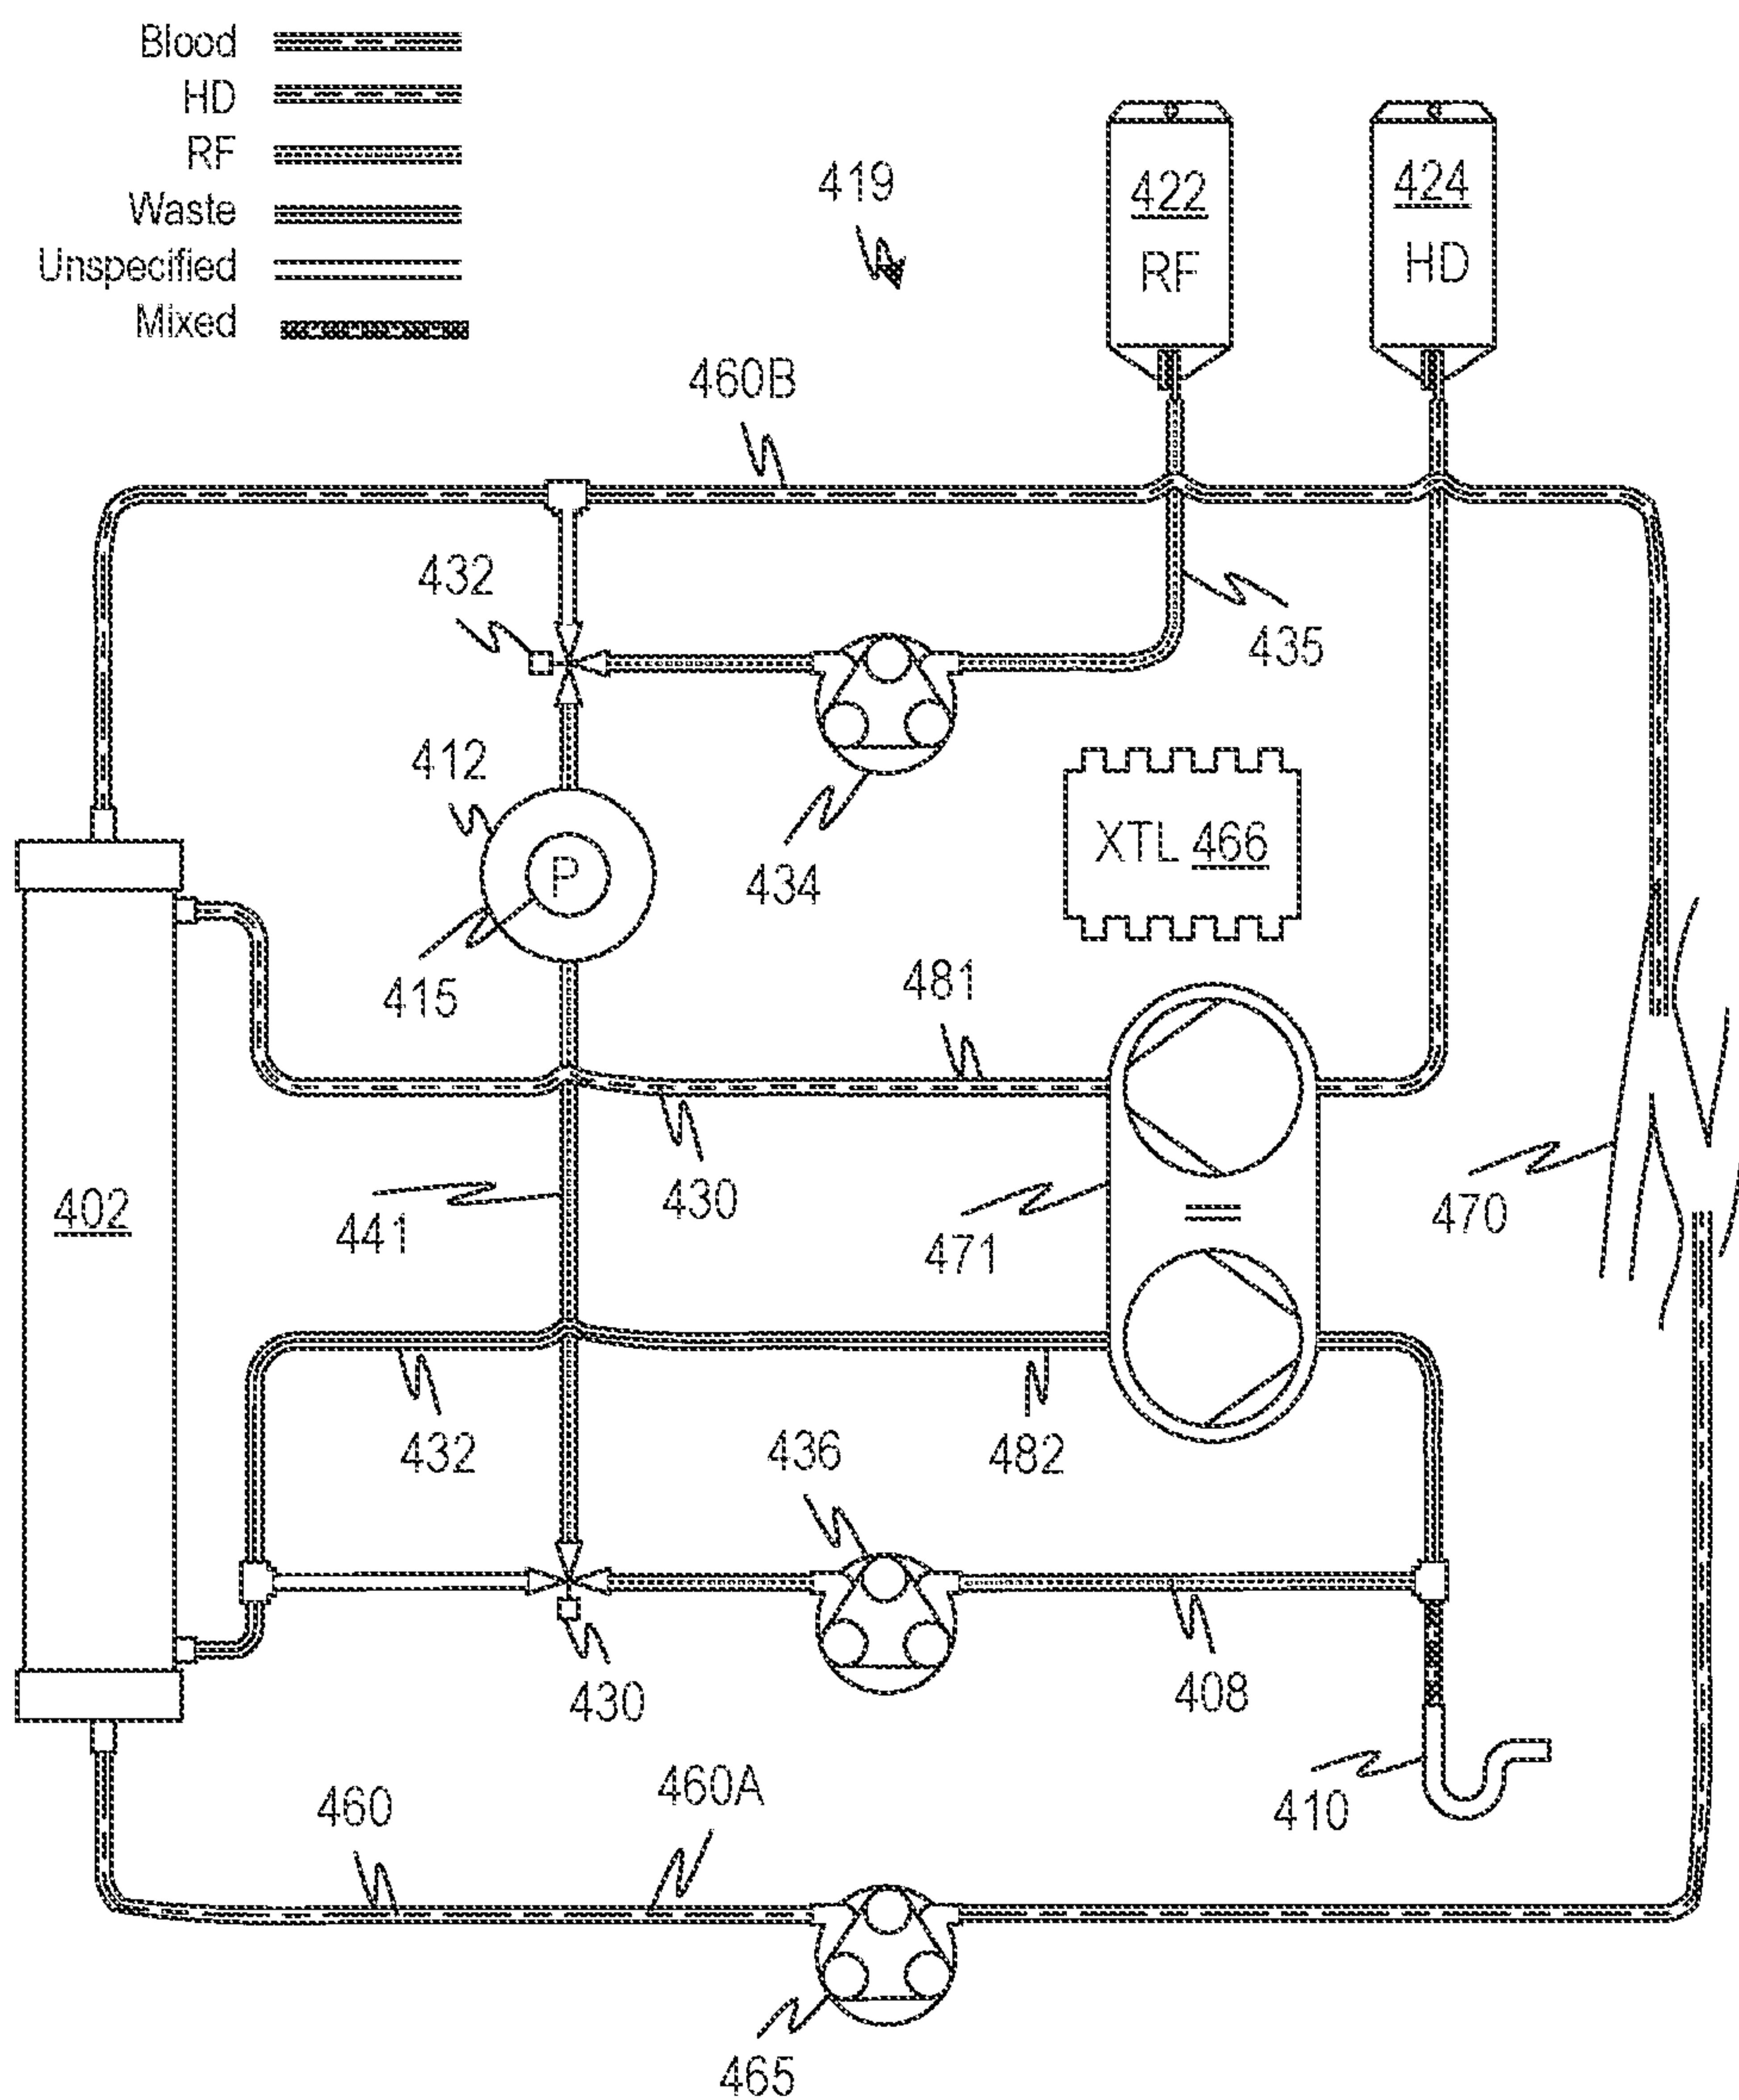 Blood
HD
RF
Waste
Unspecified
Mixed
419
422
RF
424
HD
460B
432
435
412
P
415
434
XTL 466
481
430
441
402
471
470
432
482
436
430
408
410
460
460A
465